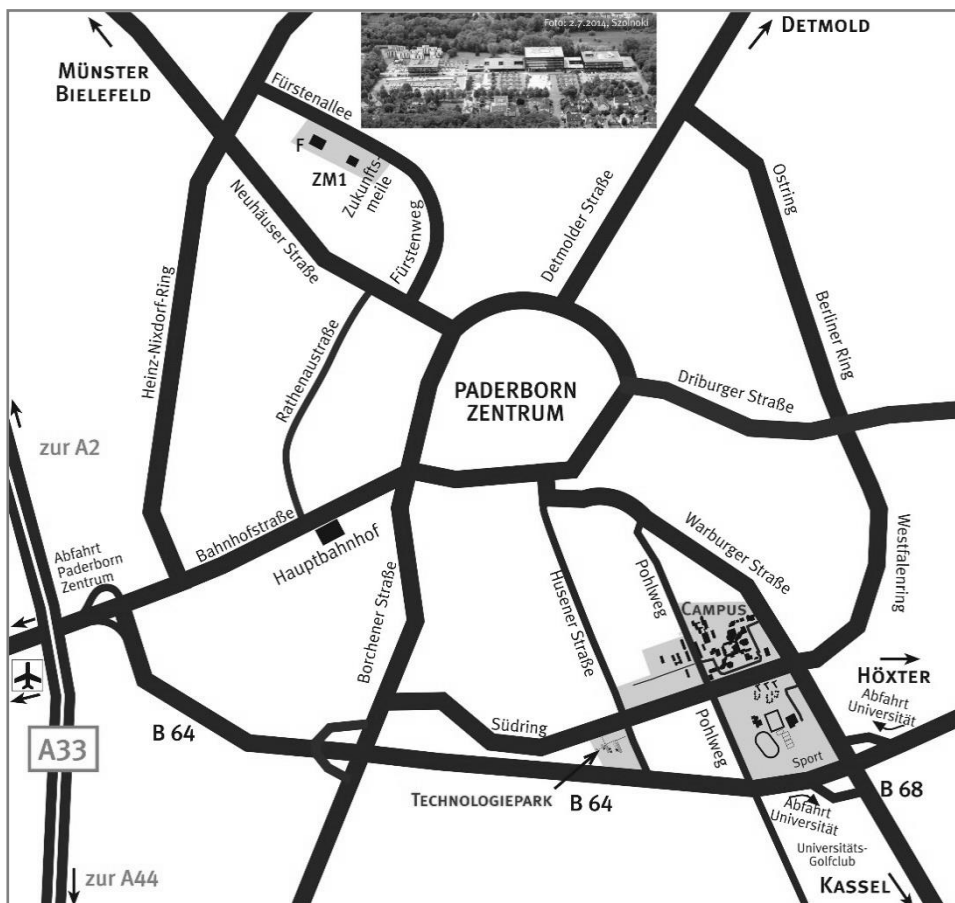 Foto: 2.7.2014, Szolnoki
DETMOLD
MÜNSTER
BIELEFELD
Fürstenallee
F
ZM1
Zukunfts-
meile
Ostring
Neuhäuser Straße
Fürstenweg
Detmolder Straße
Heinz-Nixdorf-Ring
Rathenaustraße
Berliner Ring
PADERBORN
ZENTRUM
Driburger Straße
zur A2
Abfahrt
Paderborn
Zentrum
Bahnhofstraße
Hauptbahnhof
Warburger Straße
Westfalenring
Borchener Straße
Husener Straße
Pohlweg
CAMPUS
HÖXTER
Abfahrt
Universität
A33
B 64
Südring
Pohlweg
Sport
TECHNOLOGIEPARK
B 64
B 68
Abfahrt
Universität
Universitäts-
Golfclub
KASSEL
zur A44